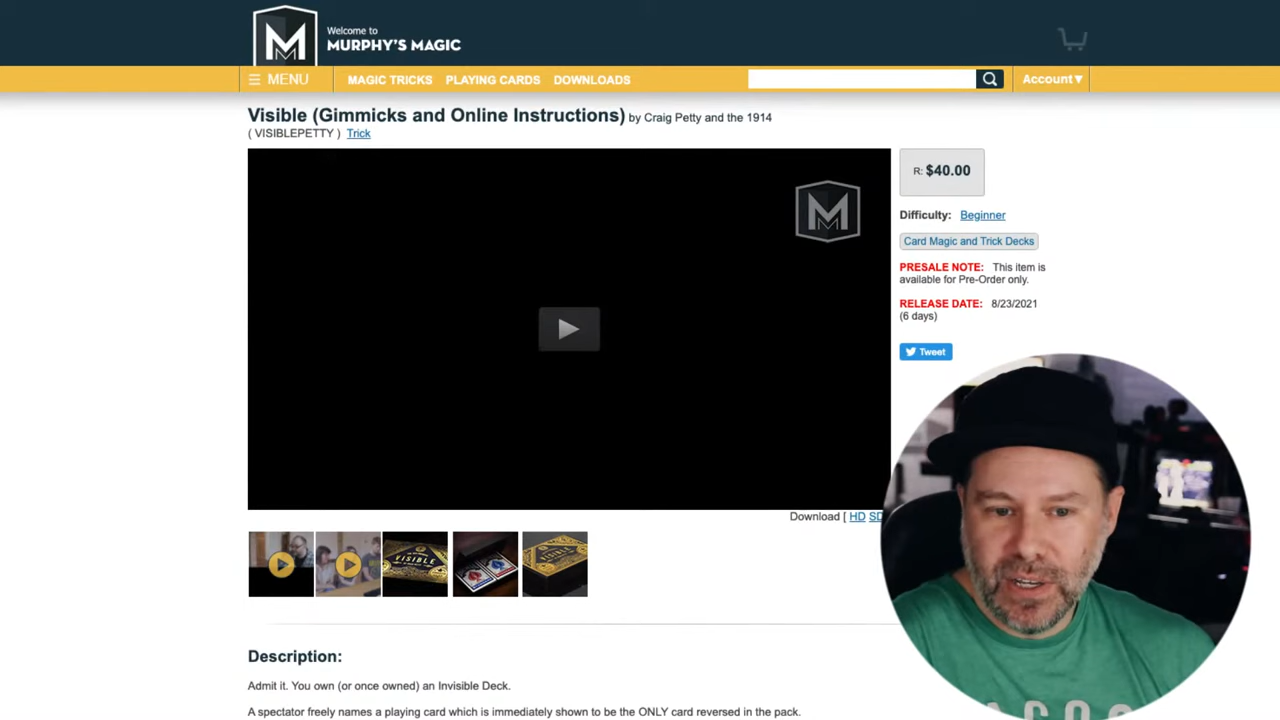 Welcome to
MURPHY'S MAGIC
MENU
MAGIC TRICKS
PLAYING CARDS
DOWNLOADS
Account▾
Visible (Gimmicks and Online Instructions) by Craig Petty and the 1914
( VISIBLEPETTY ) Trick
R: $40.00
Difficulty: Beginner
Card Magic and Trick Decks
PRESALE NOTE: This item is
available for Pre-Order only.
RELEASE DATE: 8/23/2021
(6 days)
Tweet
Download [ HD SD
VISIBLE
VISIBLE
Description:
Admit it. You own (or once owned) an Invisible Deck.
A spectator freely names a playing card which is immediately shown to be the ONLY card reversed in the pack.